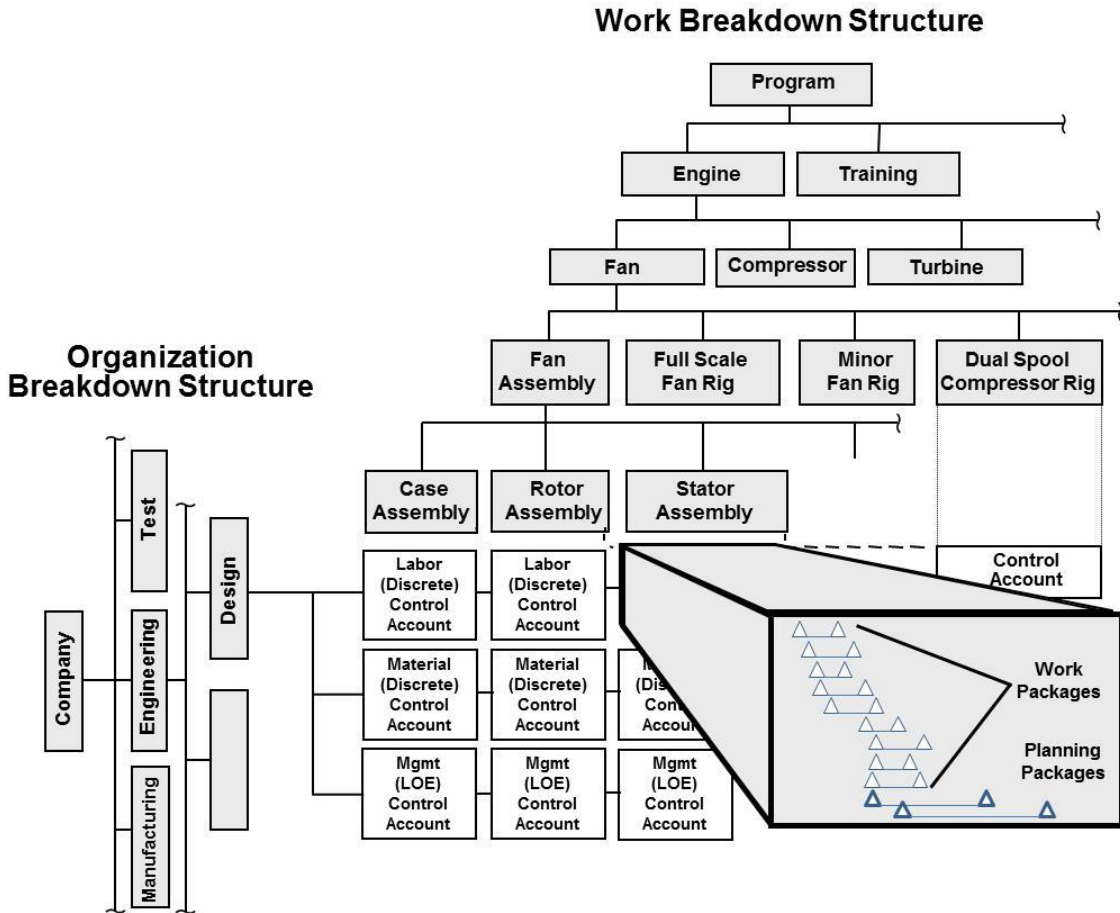 Work Breakdown Structure
Program
Engine
Training
Fan
Compressor
Turbine
Organization
Breakdown Structure
Fan
Assembly
Full Scale
Fan Rig
Minor
Fan Rig
Dual Spool
Compressor Rig
Case
Assembly
Rotor
Assembly
Stator
Assembly
Company
Test
Engineering
Manufacturing
Design
Labor
(Discrete)
Control
Account
Labor
(Discrete)
Control
Account
Control
Account
Material
(Discrete)
Control
Account
Material
(Discrete)
Control
Account
Control
Account
Mgmt
(LOE)
Control
Account
Mgmt
(LOE)
Control
Account
Mgmt
(LOE)
Control
Account
Work
Packages
Planning
Packages